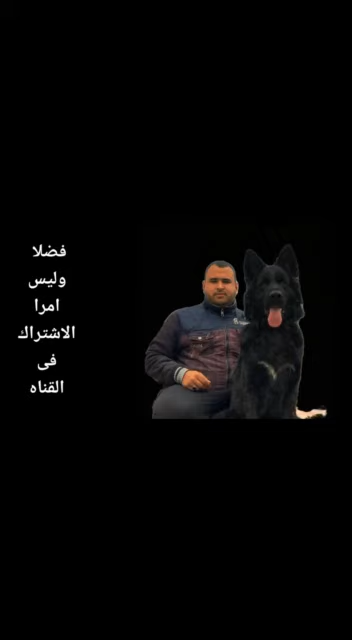 فضلا
وليس
امرا
الاشتراك
فى
القناه